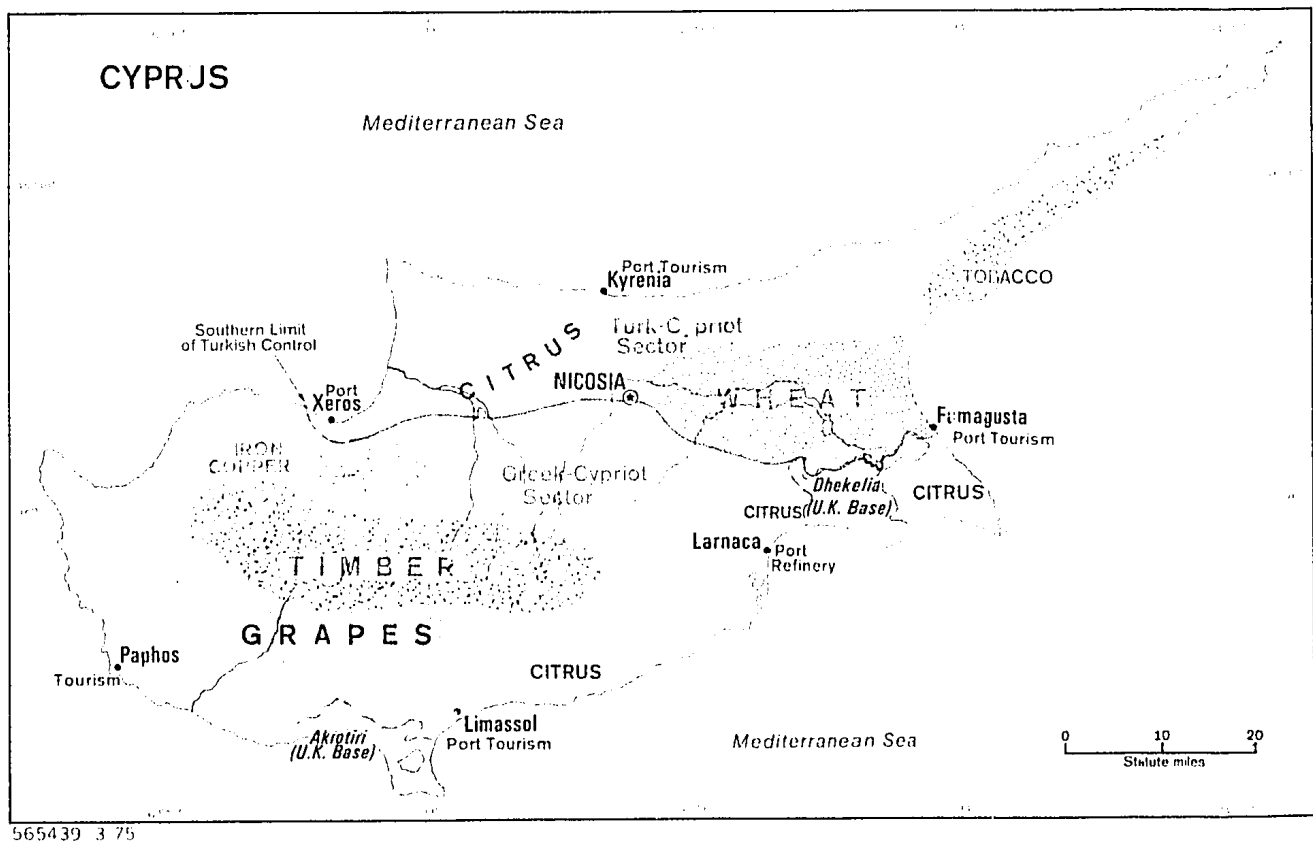 CYPRUS
Mediterranean Sea
Port Tourism
Kyrenia
TOBACCO
Southern Limit
of Turkish Control
CITRUS
Turk-Cypriot
Sector
NICOSIA
WHEAT
Port
Xeros
Famagusta
Port Tourism
IRON
COPPER
Greek-Cypriot
Sector
Dhekelia
(U.K. Base)
CITRUS
CITRUS
Larnaca
Port
Refinery
TIMBER
GRAPES
Paphos
Tourism
CITRUS
Limassol
Port Tourism
Akrotiri
(U.K. Base)
Mediterranean Sea
0 10 20
Statute miles
565439 3 75